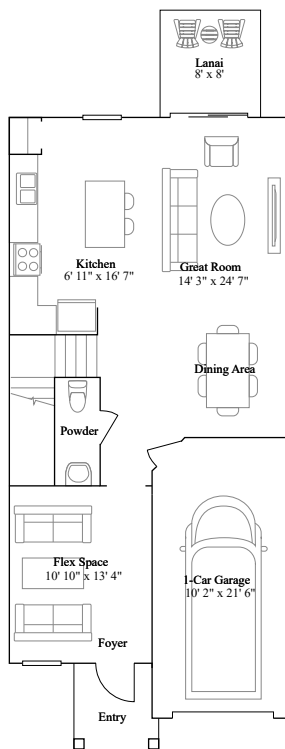 Lanai
8' x 8'
Kitchen
6' 11" x 16' 7"
Great Room
14' 3" x 24' 7"
Dining Area
Powder
Flex Space
10' 10" x 13' 4"
1-Car Garage
10' 2" x 21' 6"
Foyer
Entry